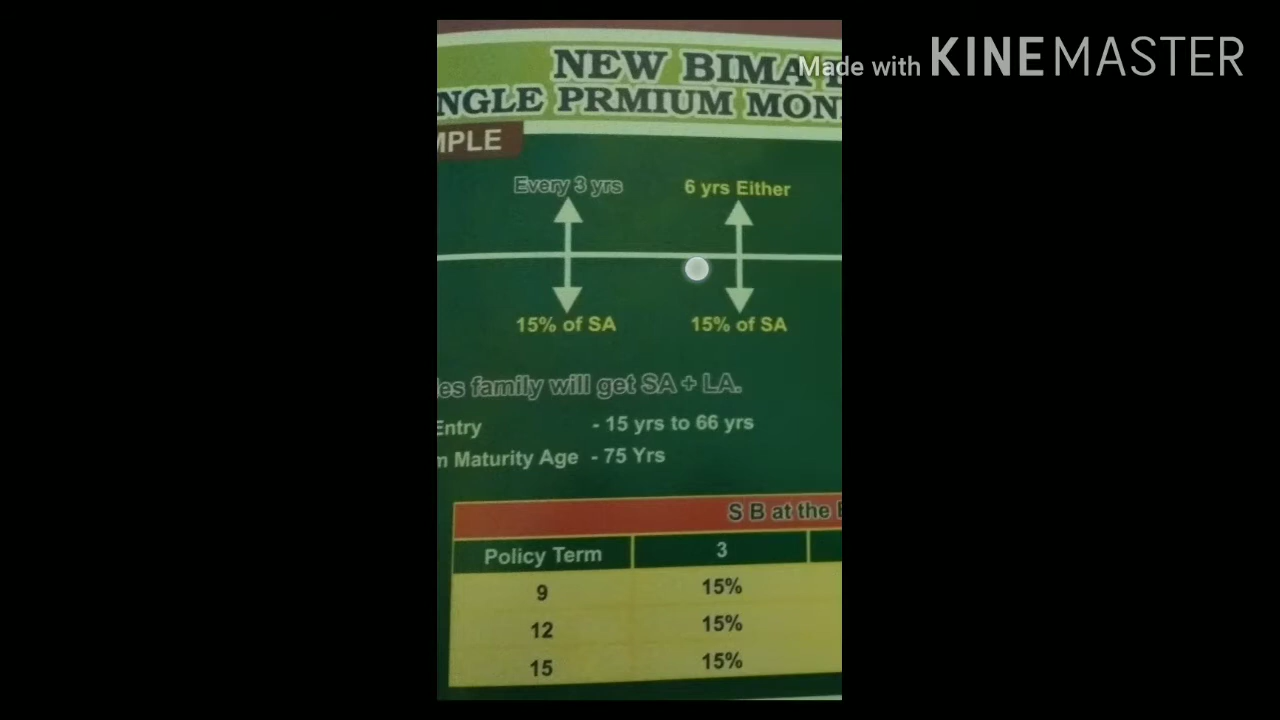 NEW BIMA
Made with KINEMASTER
NGLE PRMIUM MON
MPLE
Every 3 yrs 6 yrs Either
15% of SA 15% of SA
es family will get SA + LA.
Entry - 15 yrs to 66 yrs
m Maturity Age - 75 Yrs
S B at the
Policy Term 3
9 15%
12 15%
15 15%